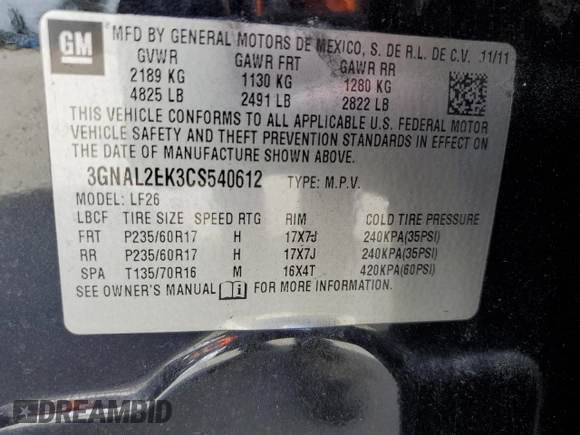 GM
MFD BY GENERAL MOTORS DE MEXICO, S. DE R.L. DE C.V. 11/11
GVWR GAWR FRT GAWR RR
2189 KG 1130 KG 1280 KG
4825 LB 2491 LB 2822 LB
THIS VEHICLE CONFORMS TO ALL APPLICABLE U.S. FEDERAL MOTOR
VEHICLE SAFETY AND THEFT PREVENTION STANDARDS IN EFFECT ON
THE DATE OF MANUFACTURE SHOWN ABOVE.
3GNAL2EK3CS540612 TYPE: M.P.V.
MODEL: LF26
LBCF TIRE SIZE SPEED RTG RIM COLD TIRE PRESSURE
FRT P235/60R17 H 17X7J 240KPA(35PSI)
RR P235/60R17 H 17X7J 240KPA(35PSI)
SPA T135/70R16 M 16X4T 420KPA(60PSI)
SEE OWNER'S MANUAL FOR MORE INFORMATION.
DREAMBID